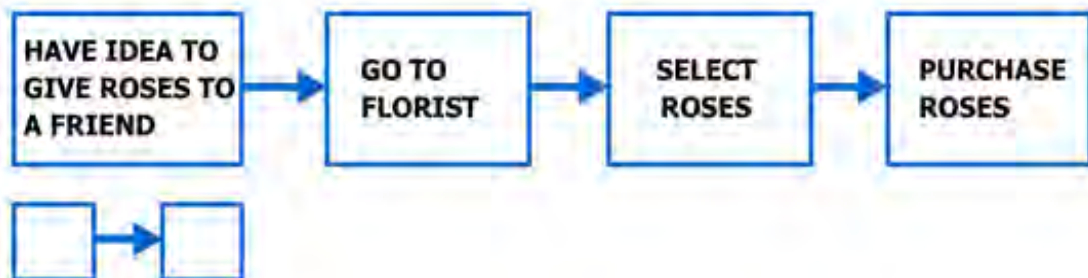 HAVE IDEA TO
GIVE ROSES TO
A FRIEND
GO TO
FLORIST
SELECT
ROSES
PURCHASE
ROSES